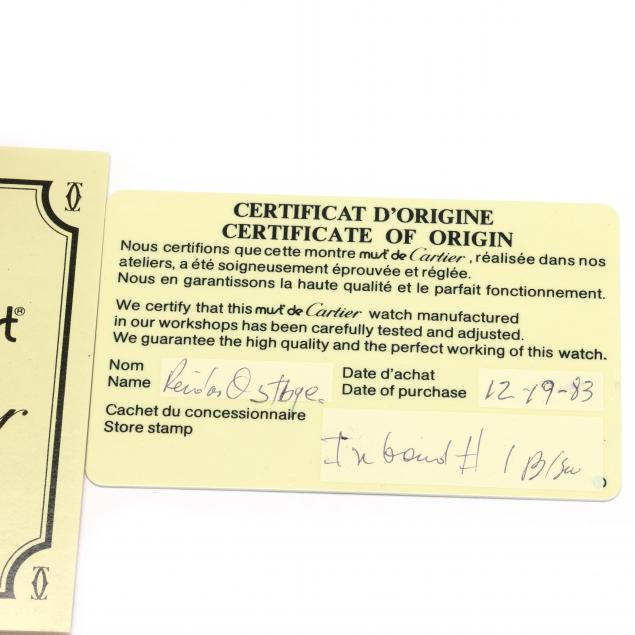 CERTIFICAT D'ORIGINE
CERTIFICATE OF ORIGIN
Nous certifions que cette montre must de Cartier, réalisée dans nos
ateliers, a été soigneusement éprouvée et réglée.
Nous en garantissons la haute qualité et le parfait fonctionnement.
We certify that this must de Cartier watch manufactured
in our workshops has been carefully tested and adjusted.
We guarantee the high quality and the perfect working of this watch.
Nom
Name
Date d'achat
Date of purchase 12-19-83
Cachet du concessionnaire
Store stamp